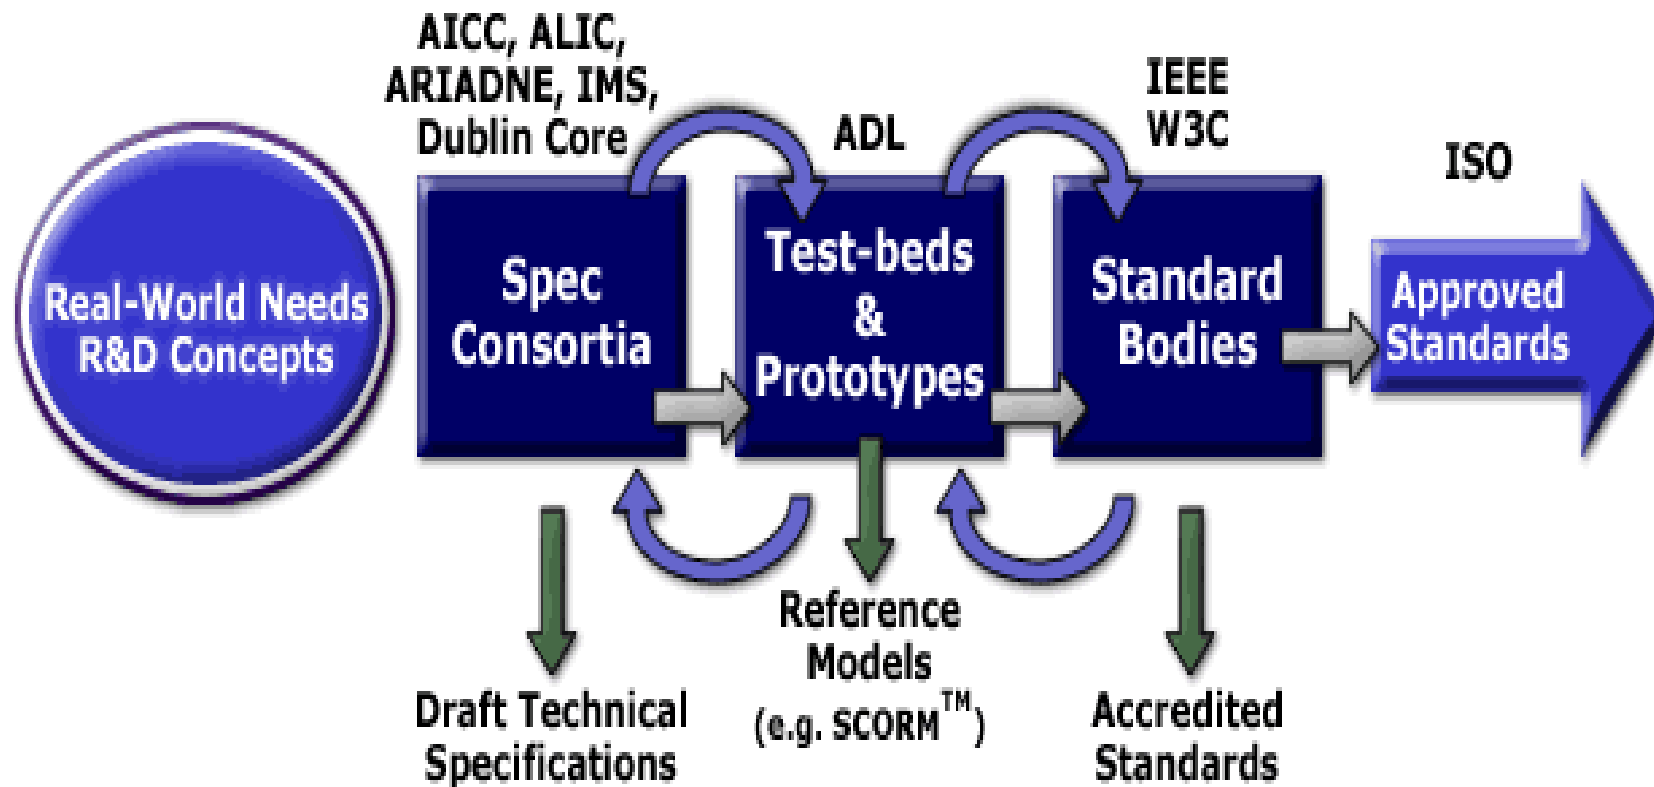 AICC, ALIC,
ARIADNE, IMS,
Dublin Core
ADL
IEEE
W3C
ISO
Real-World Needs
R&D Concepts
Spec
Consortia
Test-beds
&
Prototypes
Standard
Bodies
Approved
Standards
Draft Technical
Specifications
Reference
Models
(e.g. SCORM™)
Accredited
Standards